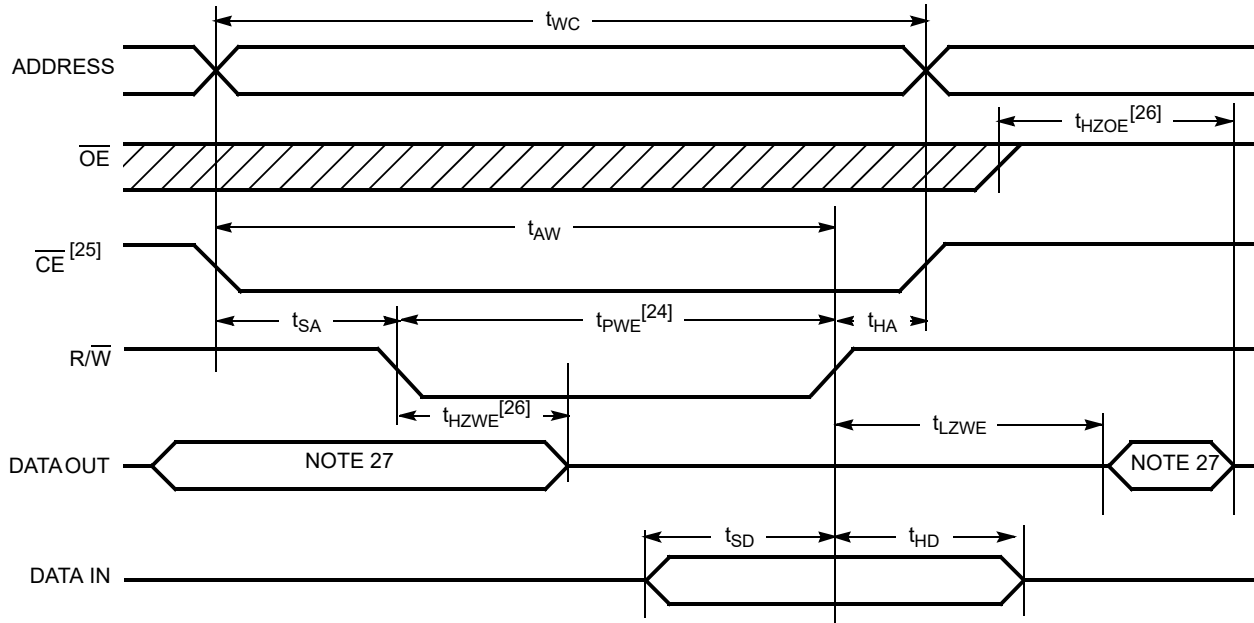 tWC
ADDRESS
tHZOE[26]
OE
tAW
CE[25]
tSA
tPWE[24]
tHA
R/W
tHZWE[26]
tLZWE
DATA OUT
NOTE 27
NOTE 27
tSD
tHD
DATA IN